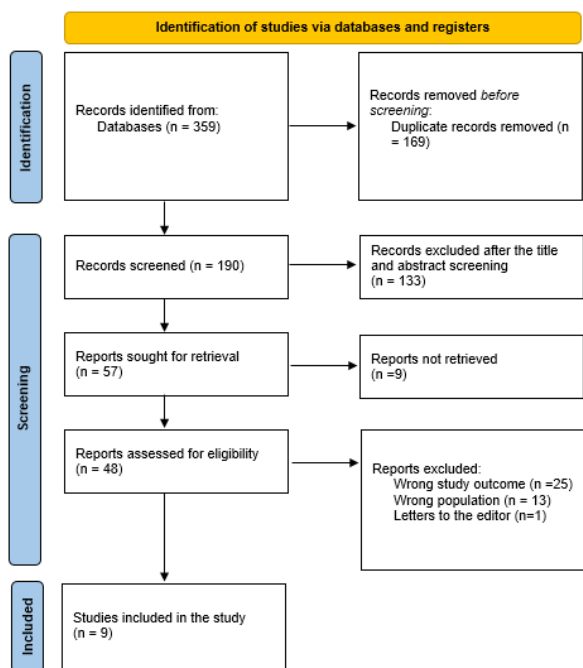 Identification of studies via databases and registers
Identification
Records identified from:
Databases (n = 359)
Records removed before
screening:
Duplicate records removed (n
= 169)
Screening
Records screened (n = 190)
Records excluded after the title
and abstract screening
(n = 133)
Reports sought for retrieval
(n = 57)
Reports not retrieved
(n =9)
Reports assessed for eligibility
(n = 48)
Reports excluded:
Wrong study outcome (n =25)
Wrong population (n = 13)
Letters to the editor (n=1)
Included
Studies included in the study
(n = 9)